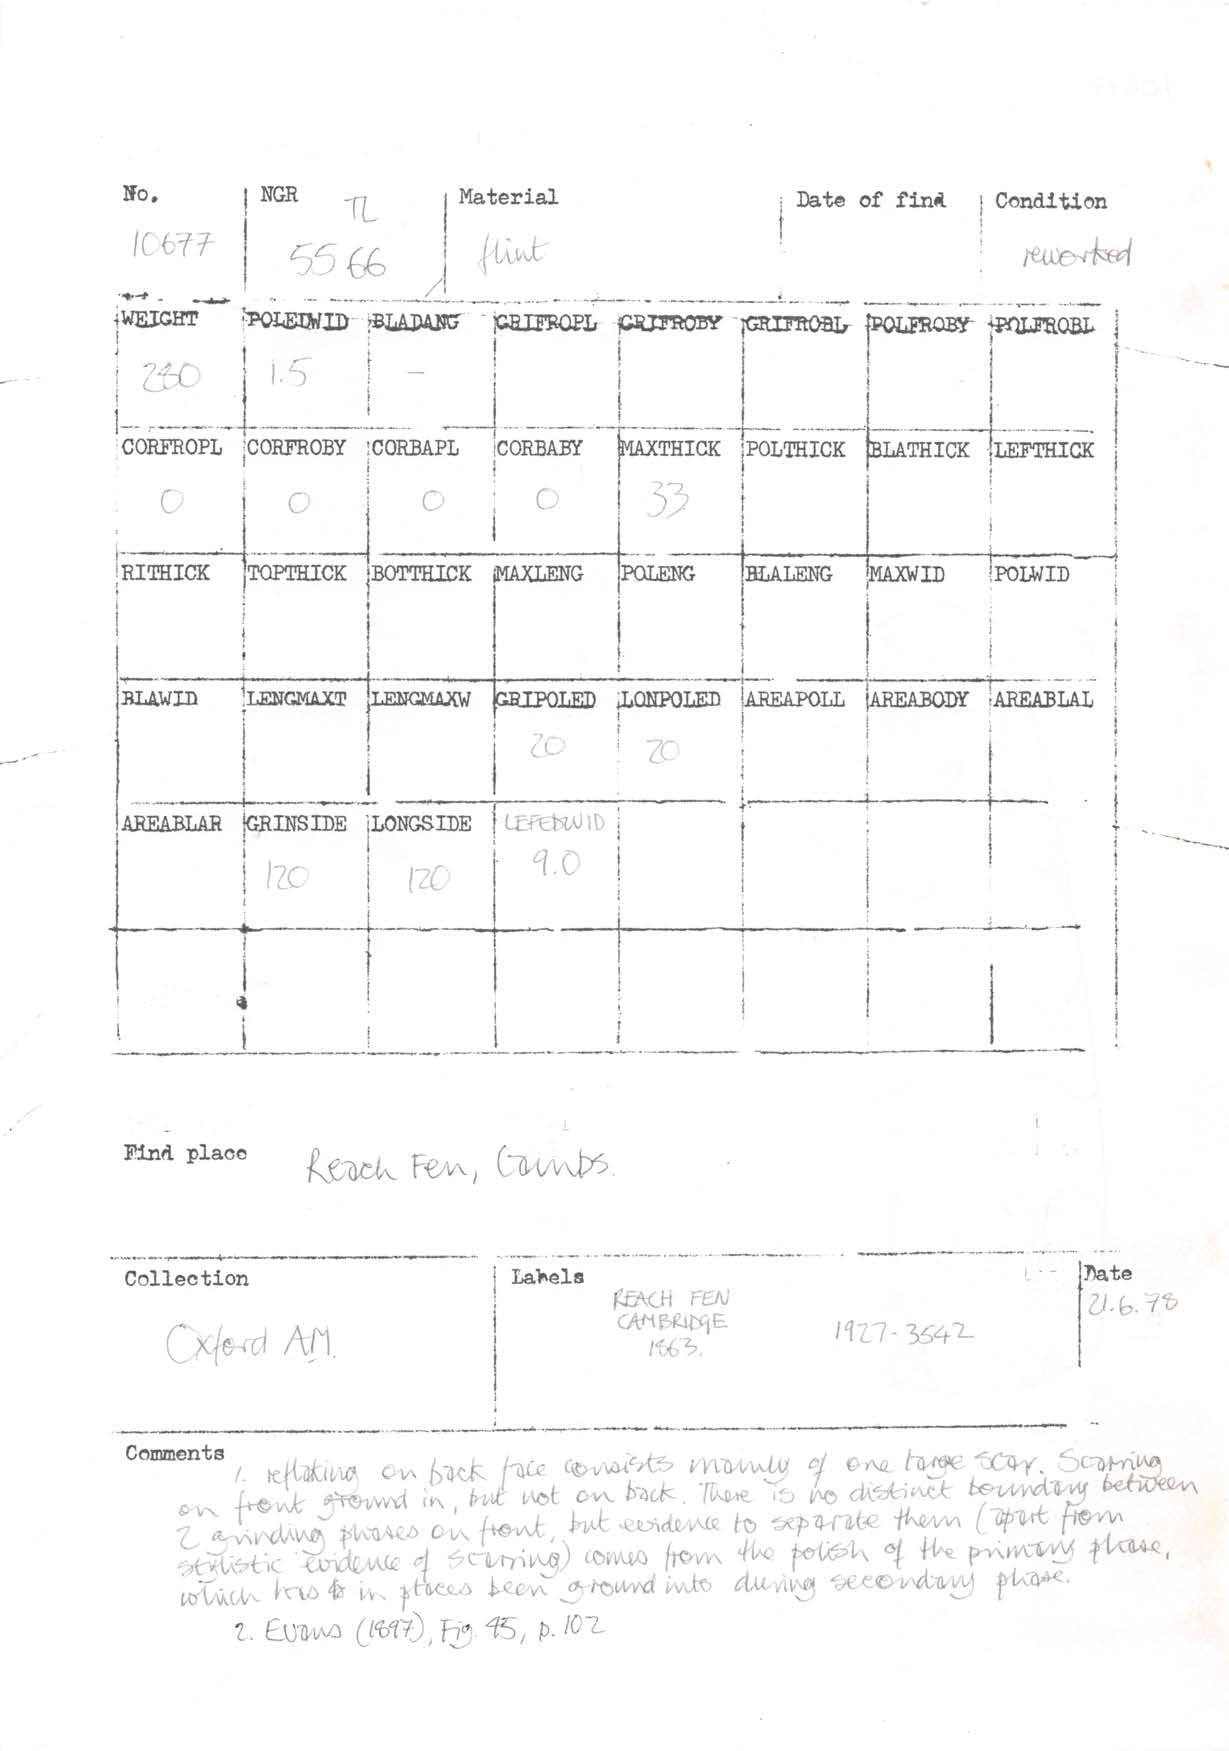 No. NGR Material Date of find Condition
TL
10677 5566 flint reworked
WEIGHT POLEDWID BLADANG GRIFROPL GRIFROBY GRIFROBL POLFROBY POLFROBL
280 1.5 –
CORFROPL CORFROBY CORBAPL CORBABY MAXTHICK POLTHICK BLATHICK LEFTHICK
0 0 0 0 33
RITHICK TOPTHICK BOTTHICK MAXLENG POLENG BLALENG MAXWID POLWID
BLAWID LENGMAXT LENGMAXW GRIPOLED LONPOLED AREAPOLL AREABODY AREABLAL
20 20
AREABLAR GRINSIDE LONGSIDE LEFEDWID
120 120 9.0
Find place Reach Fen, Cambs.
Collection Labels Date
REACH FEN 21.6.78
CAMBRIDGE
1863. 1927-3542
Oxford AM.
Comments
1. reflaking on back face consists mainly of one large scar. Scarring
on front ground in, but not on back. There is no distinct boundary between
2 grinding phases on front, but evidence to separate them (apart from
stylistic evidence of scarring) comes from the polish of the primary phase,
which has in places been ground into during secondary phase.
2. Evans (1897), Fig. 45, p.102